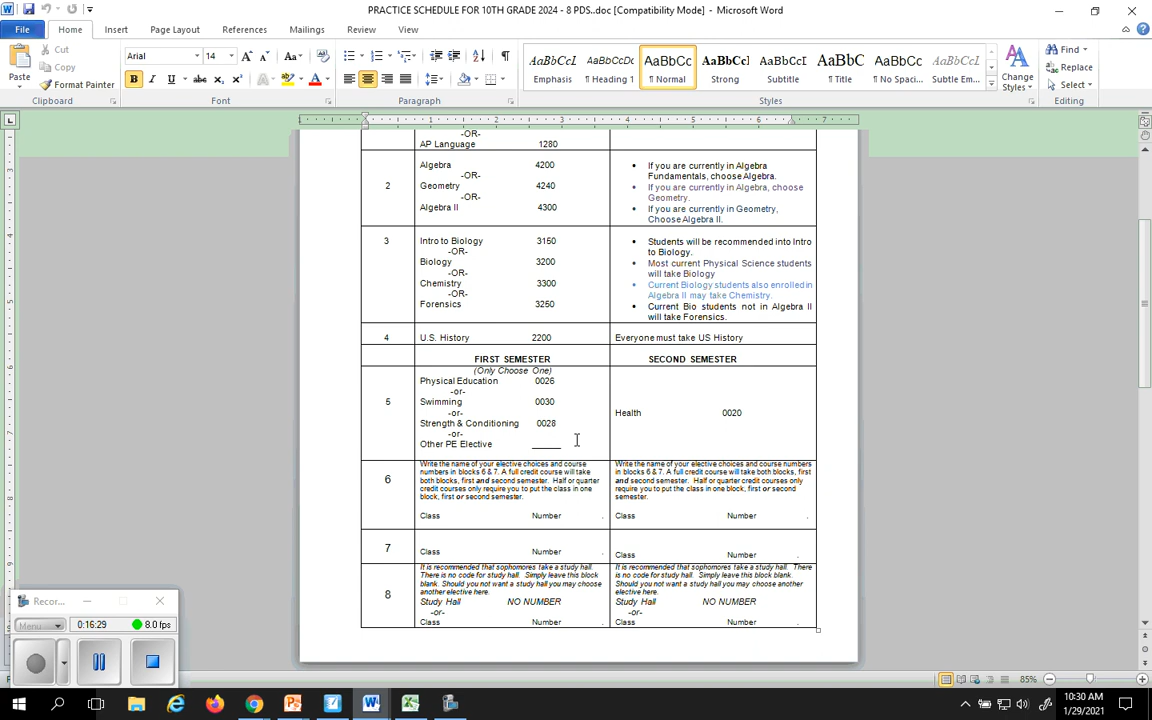 PRACTICE SCHEDULE FOR 10TH GRADE 2024 - 8 PDS..doc [Compatibility Mode] - Microsoft Word
File Home Insert Page Layout References Mailings Review View
Cut
Copy
Format Painter
Paste
Clipboard
Arial 14
Font
Paragraph
AaBbCcL AaBbCcDc AaBbCc AaBbCc AaBbCcL AaBbC AaBbCc AaBbCcL
Emphasis ¶ Heading 1 ¶ Normal Strong Subtitle ¶ Title ¶ No Spaci... Subtle Em...
Styles
Change
Styles
Find
Replace
Select
Editing
1 2 3 4 5 6 7
-OR-
AP Language 1280
2
Algebra 4200
-OR-
Geometry 4240
-OR-
Algebra II 4300
• If you are currently in Algebra
Fundamentals, choose Algebra.
• If you are currently in Algebra, choose
Geometry.
• If you are currently in Geometry,
Choose Algebra II.
3
Intro to Biology 3150
-OR-
Biology 3200
-OR-
Chemistry 3300
-OR-
Forensics 3250
• Students will be recommended into Intro
to Biology.
• Most current Physical Science students
will take Biology
• Current Biology students also enrolled in
Algebra II may take Chemistry.
• Current Bio students not in Algebra II
will take Forensics.
4 U.S. History 2200 Everyone must take US History
FIRST SEMESTER SECOND SEMESTER
5
(Only Choose One)
Physical Education 0026
-or-
Swimming 0030
-or-
Strength & Conditioning 0028
-or-
Other PE Elective ______
Health 0020
6
Write the name of your elective choices and course
numbers in blocks 6 & 7. A full credit course will take
both blocks, first and second semester. Half or quarter
credit courses only require you to put the class in one
block, first or second semester.
Class Number .
Write the name of your elective choices and course
numbers in blocks 6 & 7. A full credit course will take
both blocks, first and second semester. Half or quarter
credit courses only require you to put the class in one
block, first or second semester.
Class Number .
7
Class Number .
Class Number .
8
It is recommended that sophomores take a study hall.
There is no code for study hall. Simply leave this block
blank. Should you not want a study hall you may choose
another elective here.
Study Hall NO NUMBER
-or-
Class Number .
It is recommended that sophomores take a study hall. There
is no code for study hall. Simply leave this block blank.
Should you not want a study hall you may choose another
elective here.
Study Hall NO NUMBER
-or-
Class Number .
Recor...
Menu 0:16:29 8.0 fps
85%
10:30 AM
1/29/2021